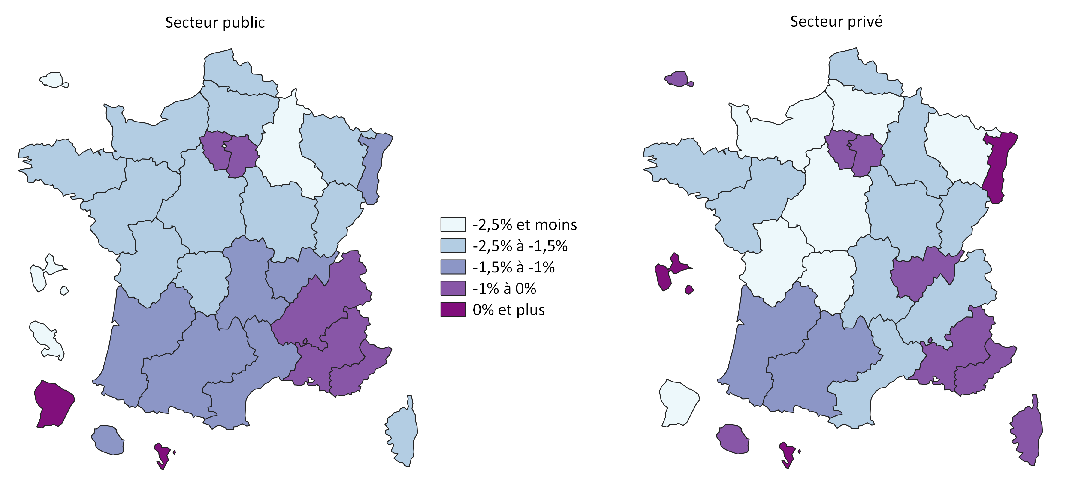 Secteur public
Secteur privé
-2,5% et moins
-2,5% à -1,5%
-1,5% à -1%
-1% à 0%
0% et plus